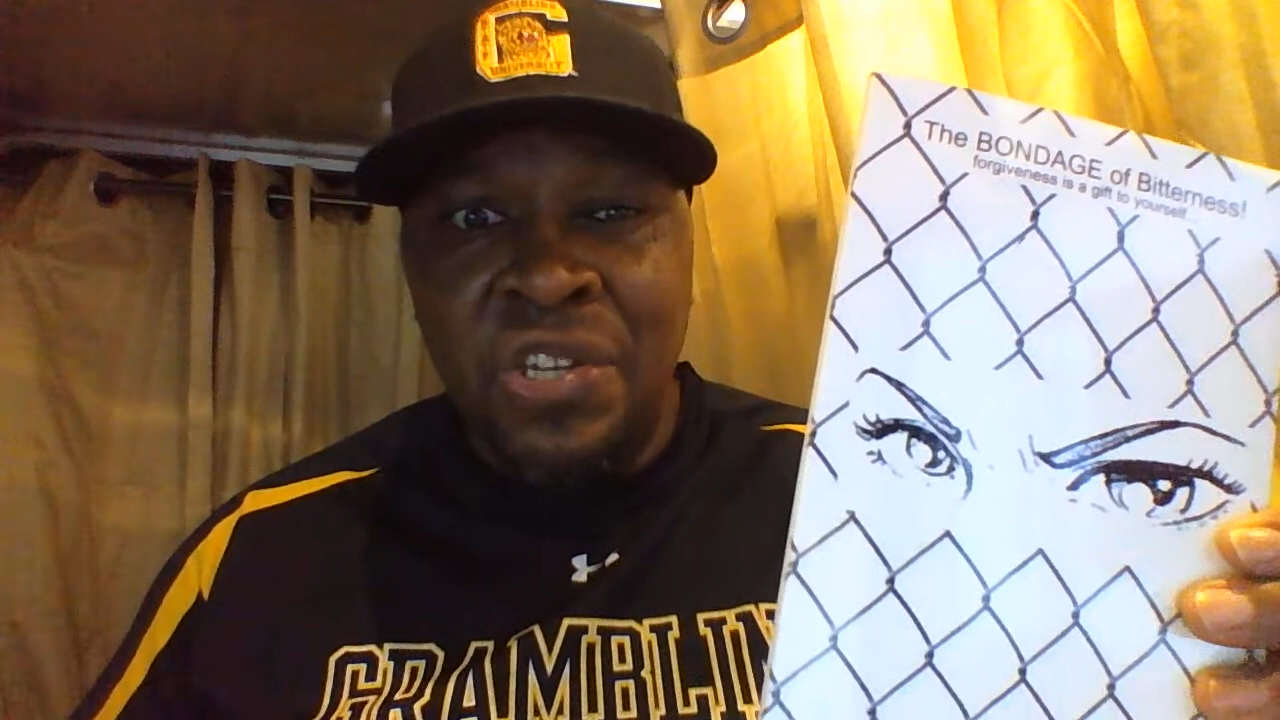 GRAMBLING
UNIVERSITY
The BONDAGE of Bitterness!
forgiveness is a gift to yourself...
GRAMBLIN